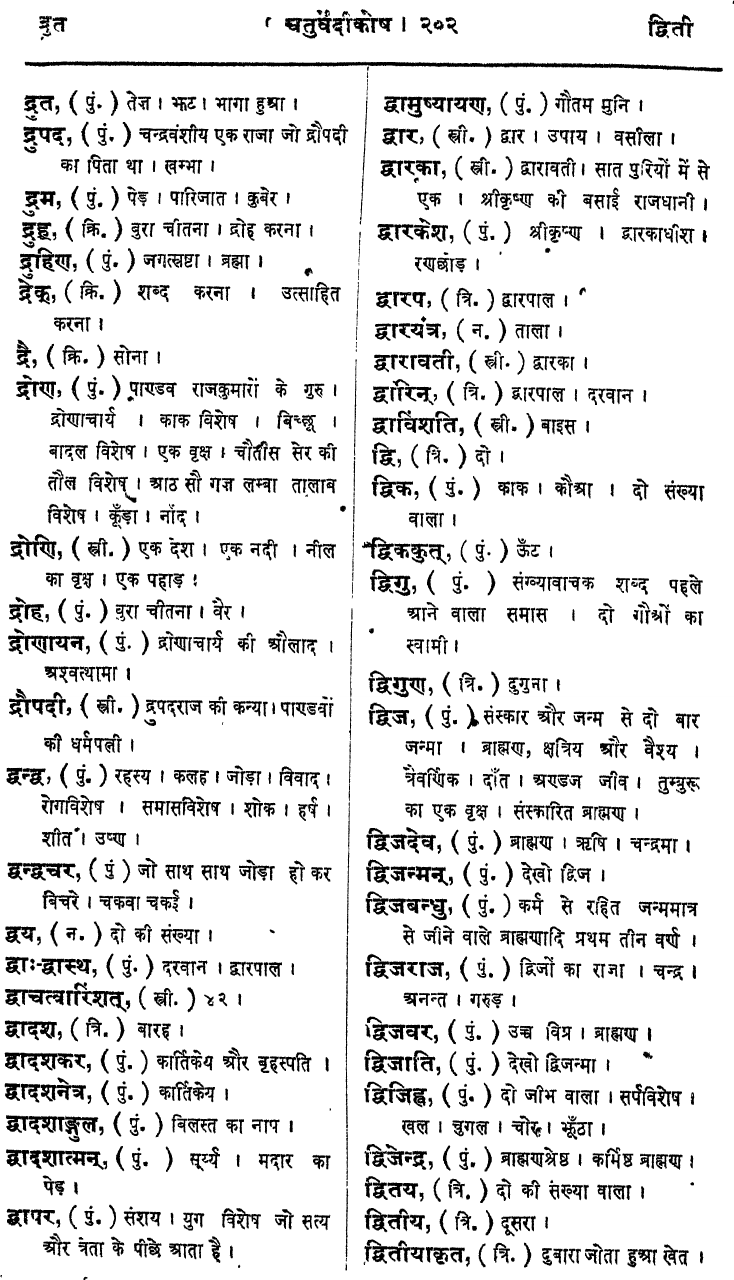 द्रुत
चतुर्वेदीकोष । २०२
द्विती
द्रुत, ( पुं. ) तेज । झट । भागा हुआ ।
द्रुपद, ( पुं. ) चन्द्रवंशीय एक राजा जो द्रौपदी
का पिता था । खम्भा ।
द्रुम, ( पुं. ) पेड़ । पारिजात । कुबेर ।
द्रुह्, ( क्रि. ) बुरा चीतना । द्रोह करना ।
द्रुहिण, ( पुं. ) जगत्स्रष्टा । ब्रह्मा ।
द्रेक्, ( क्रि. ) शब्द करना । उत्साहित
करना ।
द्रै, ( क्रि. ) सोना ।
द्रोण, ( पुं. ) पाण्डव राजकुमारों के गुरु ।
द्रोणाचार्य । काक विशेष । बिच्छू ।
बादल विशेष । एक वृक्ष । चौतीस सेर की
तौल विशेष । आठ सौ गज लम्बा तालाब
विशेष । कूँड़ा । नोंद ।
द्रोणि, ( स्त्री. ) एक देश । एक नदी । नील
का वृक्ष । एक पहाड़ ।
द्रोह, ( पुं. ) बुरा चीतना । वैर ।
द्रोणायन, ( पुं. ) द्रोणाचार्य की औलाद ।
अश्वत्थामा ।
द्रौपदी, ( स्त्री. ) द्रुपदराज की कन्या । पाण्डवों
की धर्मपत्नी ।
द्वन्द्व, ( पुं. ) रहस्य । कलह । जोड़ा । विवाद ।
रोगविशेष । समासविशेष । शोक । हर्ष ।
शीत । उष्ण ।
द्वन्द्वचर, ( पुं ) जो साथ साथ जोड़ा हो कर
विचरे । चकवा चकई ।
द्वय, ( न. ) दो की संख्या ।
द्वाः-द्वास्थ, ( पुं. ) दरवान । द्वारपाल ।
द्वाचत्वारिंशत्, ( स्त्री. ) ४२ ।
द्वादश, ( त्रि. ) बारह ।
द्वादशकर, ( पुं. ) कार्तिकेय और बृहस्पति ।
द्वादशनेत्र, ( पुं. ) कार्तिकेय ।
द्वादशाङ्गुल, ( पुं. ) बिलस्त का नाप ।
द्वादशात्मन्, ( पुं. ) सूर्य्य । मदार का
पेड़ ।
द्वापर, ( पुं. ) संशय । युग विशेष जो सत्य
और त्रेता के पीछे आता है ।
द्वामुष्यायण, ( पुं. ) गौतम मुनि ।
द्वार, ( स्त्री. ) द्वार । उपाय । वसीला ।
द्वारका, ( स्त्री. ) द्वारावती । सात पुरियों में से
एक । श्रीकृष्ण की बसाई राजधानी ।
द्वारकेश, ( पुं. ) श्रीकृष्ण । द्वारकाधीश ।
रणछोड़ ।
द्वारप, ( त्रि. ) द्वारपाल ।
द्वारयंत्र, ( न. ) ताला ।
द्वारावती, ( स्त्री. ) द्वारका ।
द्वारिन्, ( त्रि. ) द्वारपाल । दरवान ।
द्वाविंशति, ( स्त्री. ) बाइस ।
द्वि, ( त्रि. ) दो ।
द्विक, ( पुं. ) काक । कौआ । दो संख्या
वाला ।
द्विककुत्, ( पुं. ) ऊँट ।
द्विगु, ( पुं. ) संख्यावाचक शब्द पहले
आने वाला समास । दो गौओं का
स्वामी ।
द्विगुण, ( त्रि. ) दुगुना ।
द्विज, ( पुं. ) संस्कार और जन्म से दो बार
जन्मा । ब्राह्मण, क्षत्रिय और वैश्य ।
त्रैवर्णिक । दाँत । अण्डज जीव । तुम्बुरू
का एक वृक्ष । संस्कारित ब्राह्मण ।
द्विजदेव, ( पुं. ) ब्राह्मण । ऋषि । चन्द्रमा ।
द्विजन्मन्, ( पुं. ) देखो द्विज ।
द्विजबन्धु, ( पुं. ) कर्म से रहित जन्ममात्र
से जीने वाले ब्राह्मणादि प्रथम तीन वर्ण ।
द्विजराज, ( पुं. ) द्विजों का राजा । चन्द्र ।
अनन्त । गरुड़ ।
द्विजवर, ( पुं. ) उच्च विप्र । ब्राह्मण ।
द्विजाति, ( पुं. ) देखो द्विजन्मा ।
द्विजिह्व, ( पुं. ) दो जीभ वाला । सर्पविशेष ।
खल । चुगल । चोर । झूँठा ।
द्विजेन्द्र, ( पुं. ) ब्राह्मणश्रेष्ठ । कर्मिष्ठ ब्राह्मण ।
द्वितय, ( त्रि. ) दो की संख्या वाला ।
द्वितीय, ( त्रि. ) दूसरा ।
द्वितीयाकृत, ( त्रि. ) दुबारा जोता हुआ खेत ।